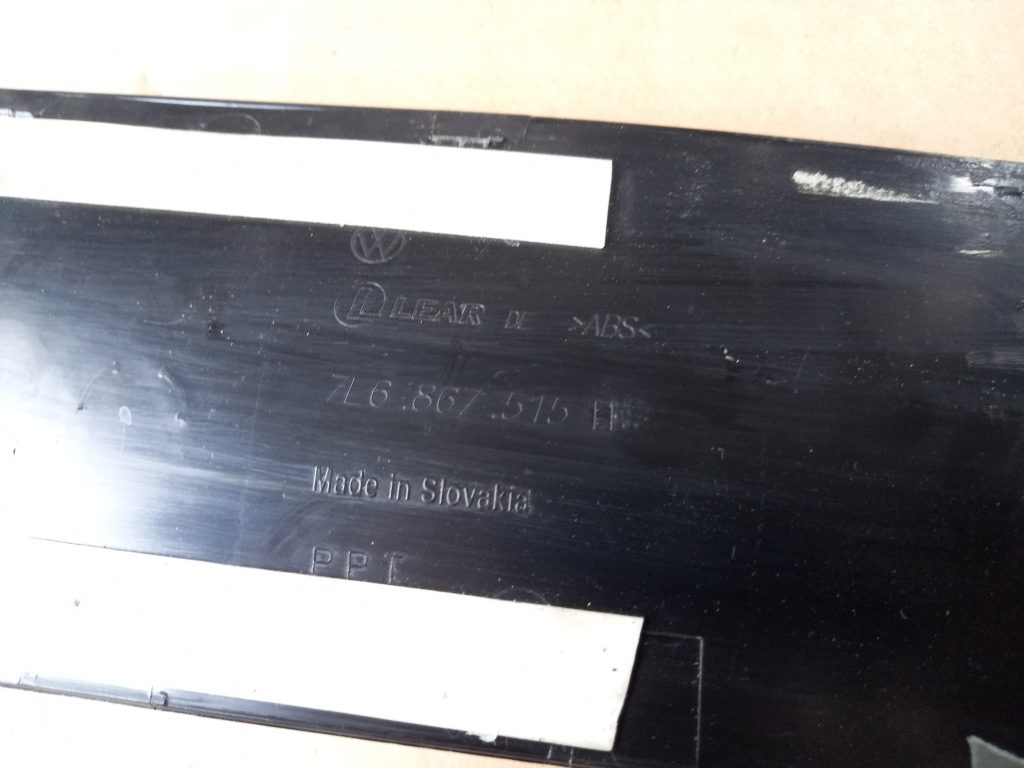 LEAR DE >ABS<
7L6.867.515 H
Made in Slovakia
PPT